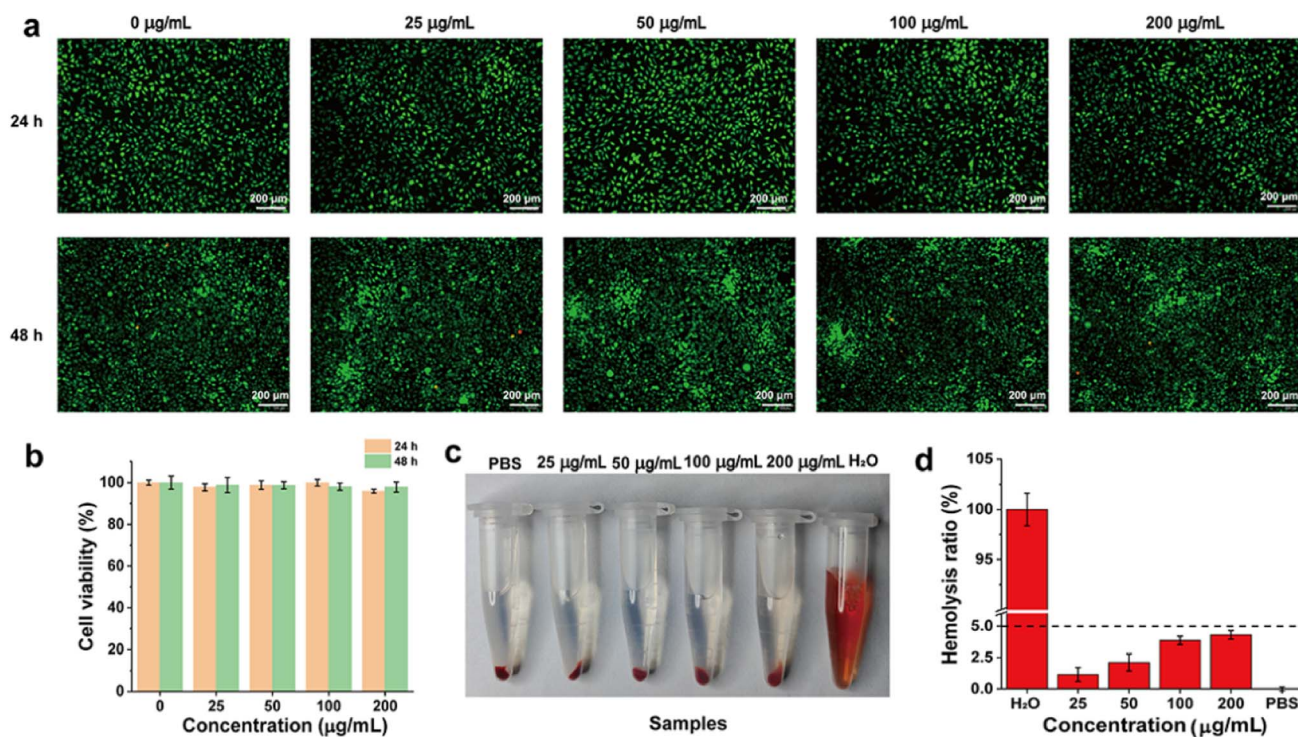 a
0 µg/mL 25 µg/mL 50 µg/mL 100 µg/mL 200 µg/mL
24 h
200 µm 200 µm 200 µm 200 µm 200 µm
48 h
200 µm 200 µm 200 µm 200 µm 200 µm
b
24 h
48 h
Cell viability (%)
100
80
60
40
20
0
0 25 50 100 200
Concentration (µg/mL)
c
PBS 25 µg/mL 50 µg/mL 100 µg/mL 200 µg/mL H₂O
Samples
d
Hemolysis ratio (%)
105
100
95
5.0
2.5
0.0
H₂O 25 50 100 200 PBS
Concentration (µg/mL)